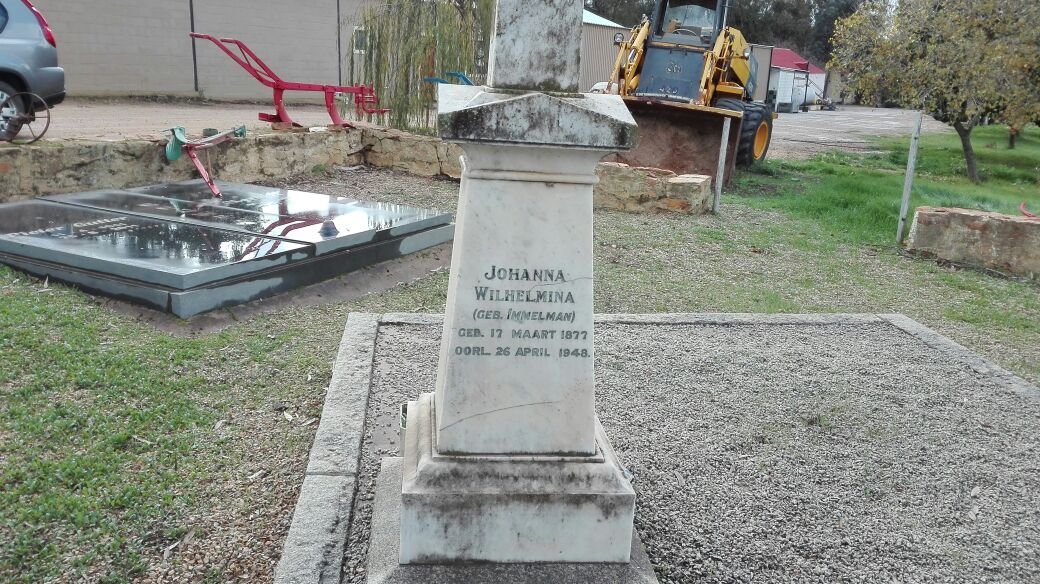 JOHANNA
WILHELMINA
(GEB. IMMELMAN)
GEB. 17 MAART 1877
OORL. 26 APRIL 1948.